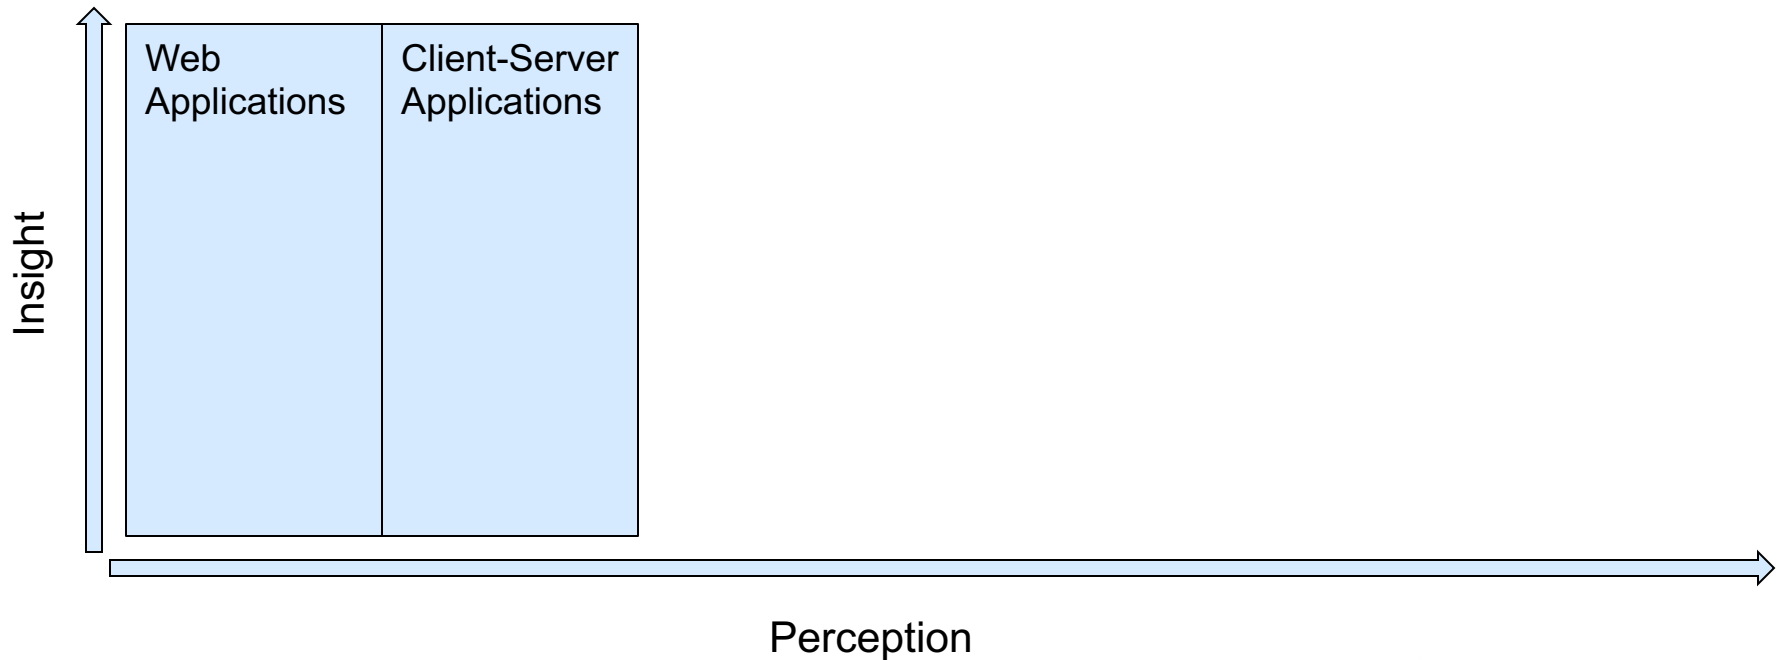 Web
Applications
Client-Server
Applications
Insight
Perception